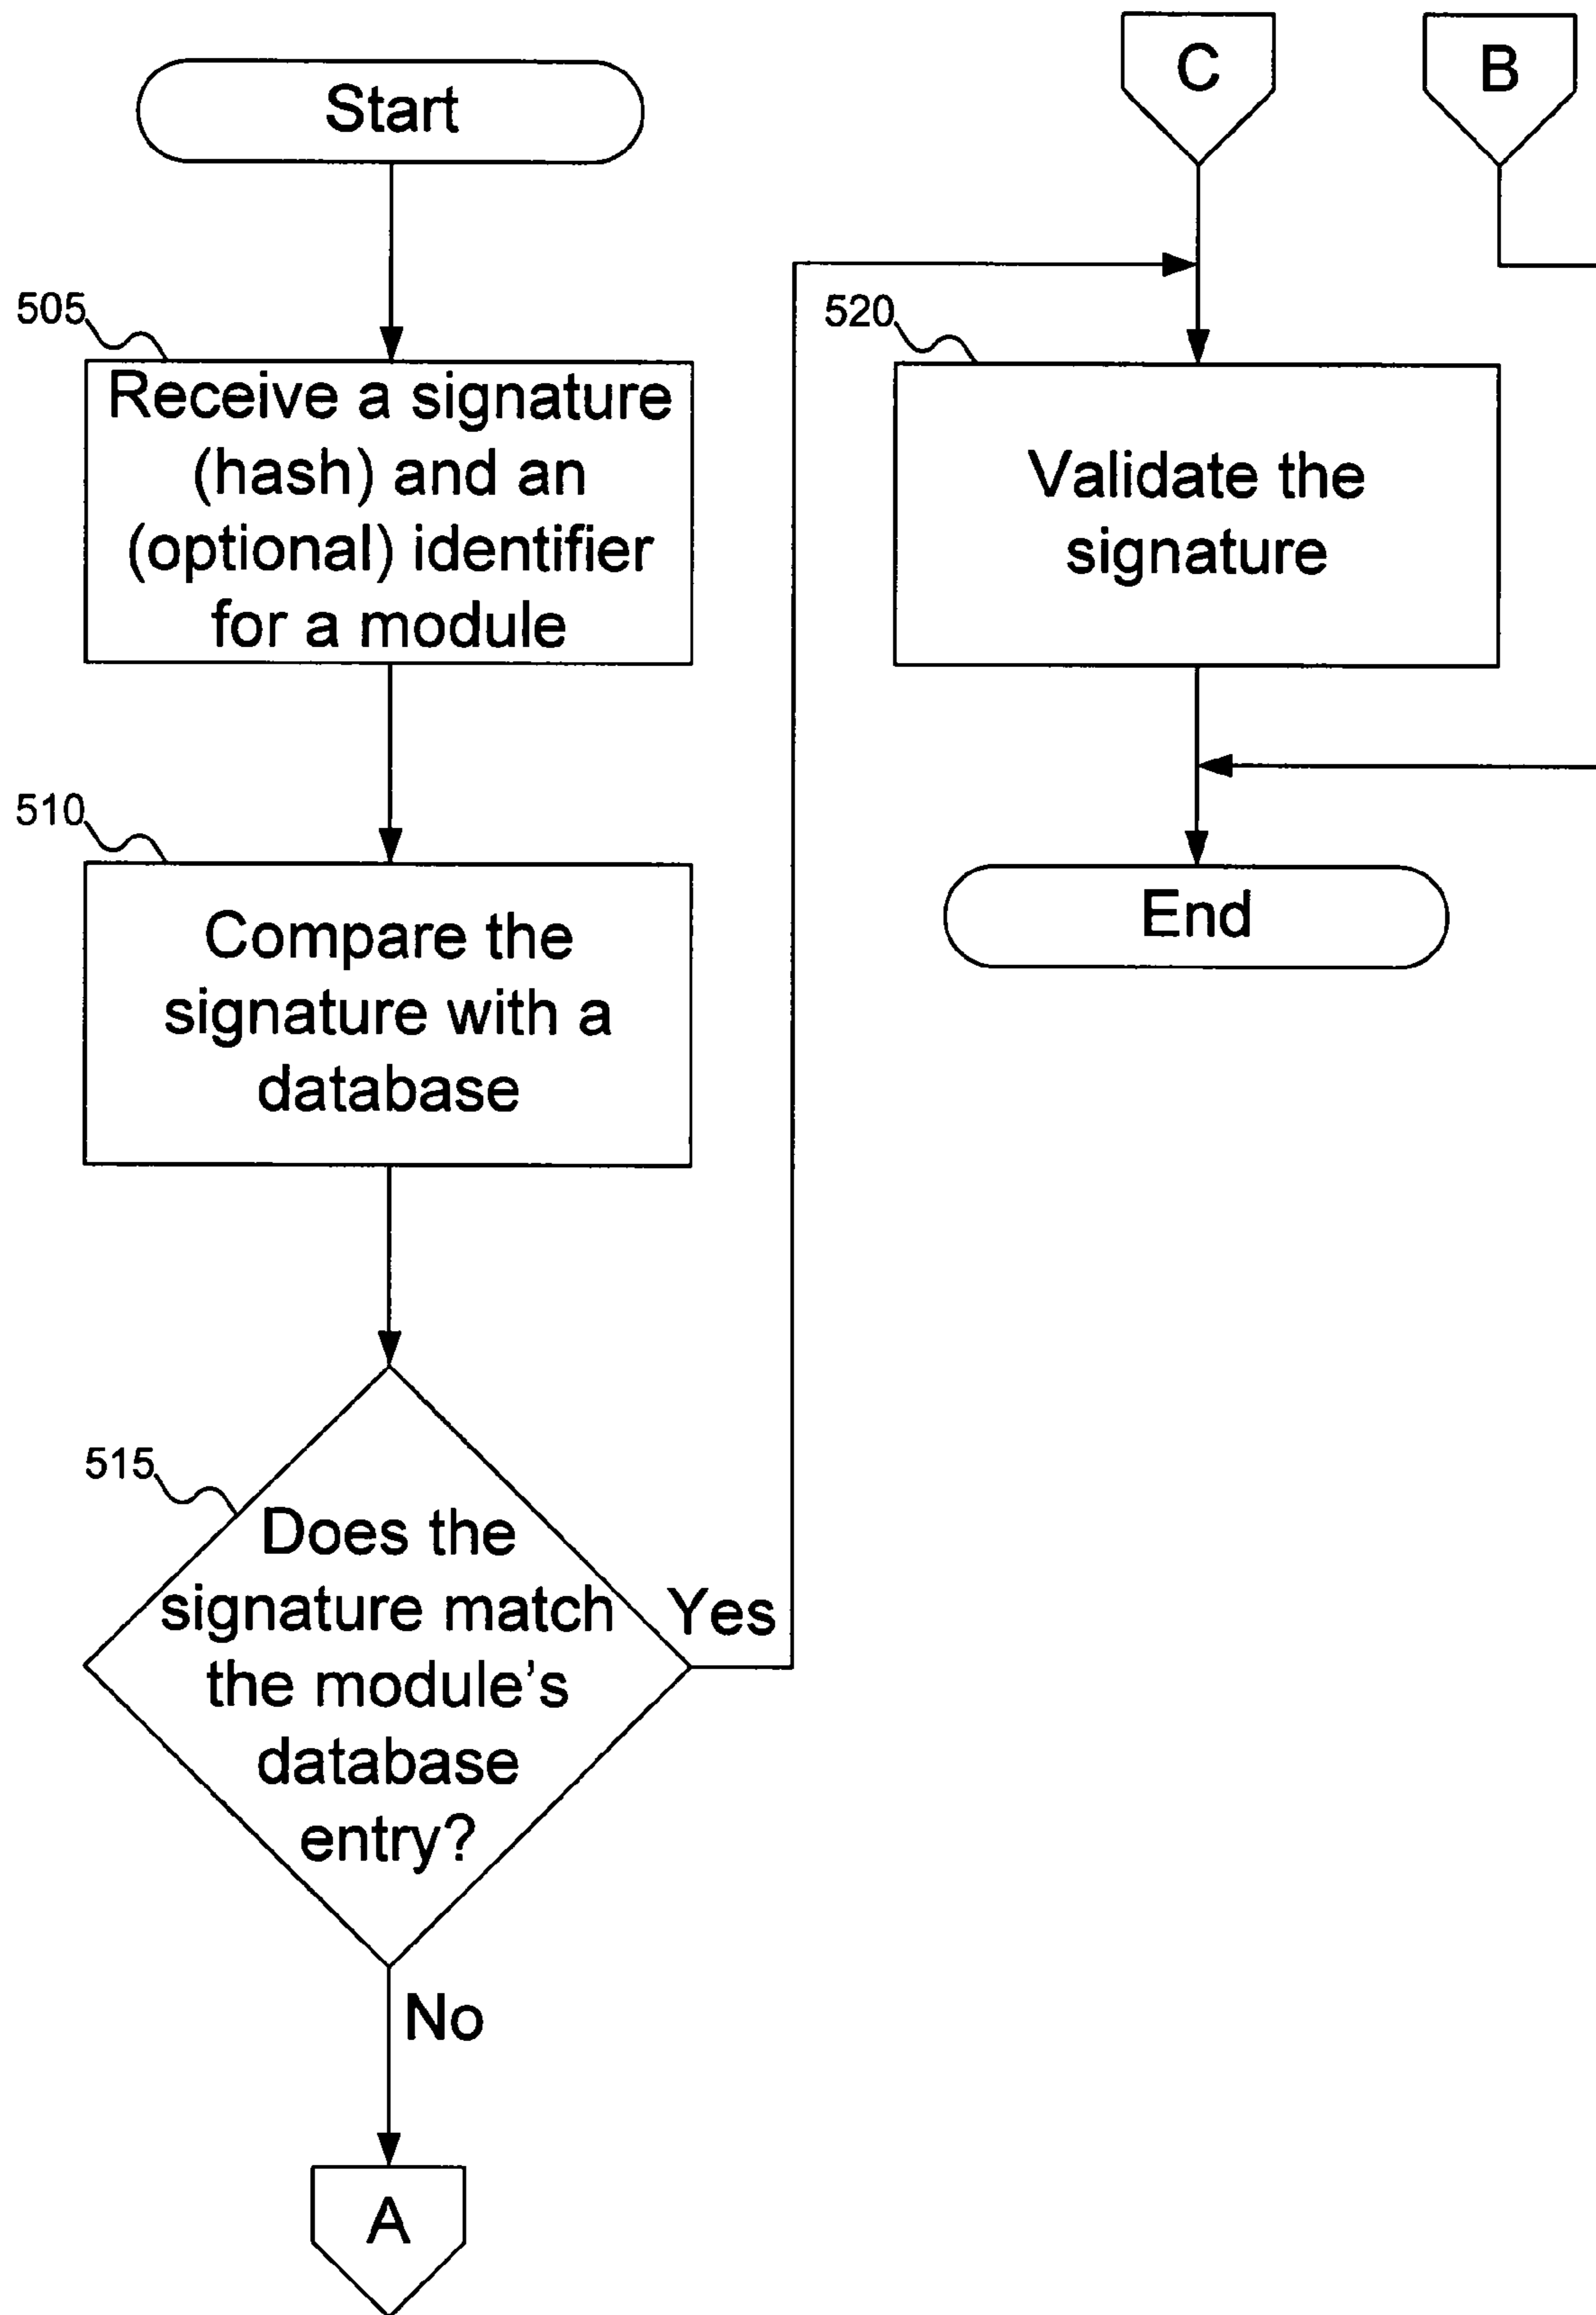 Start
505
Receive a signature
(hash) and an
(optional) identifier
for a module
510
Compare the
signature with a
database
515
Does the
signature match
the module's
database
entry?
Yes
No
A
C
B
520
Validate the
signature
End